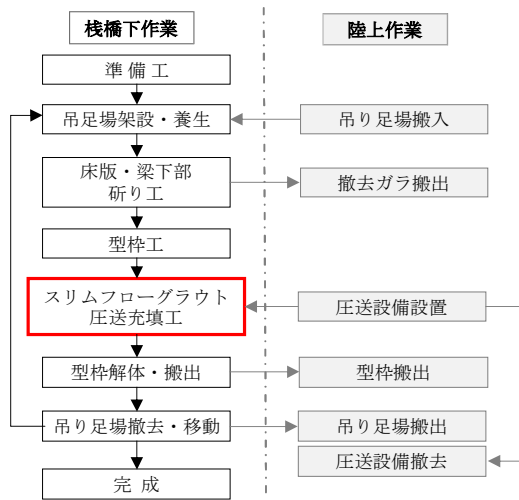 桟橋下作業
陸上作業
準 備 工
吊足場架設・養生
吊り足場搬入
床版・梁下部
斫り工
撤去ガラ搬出
型枠工
スリムフローグラウト
圧送充填工
圧送設備設置
型枠解体・搬出
型枠搬出
吊り足場撤去・移動
吊り足場搬出
圧送設備撤去
完 成